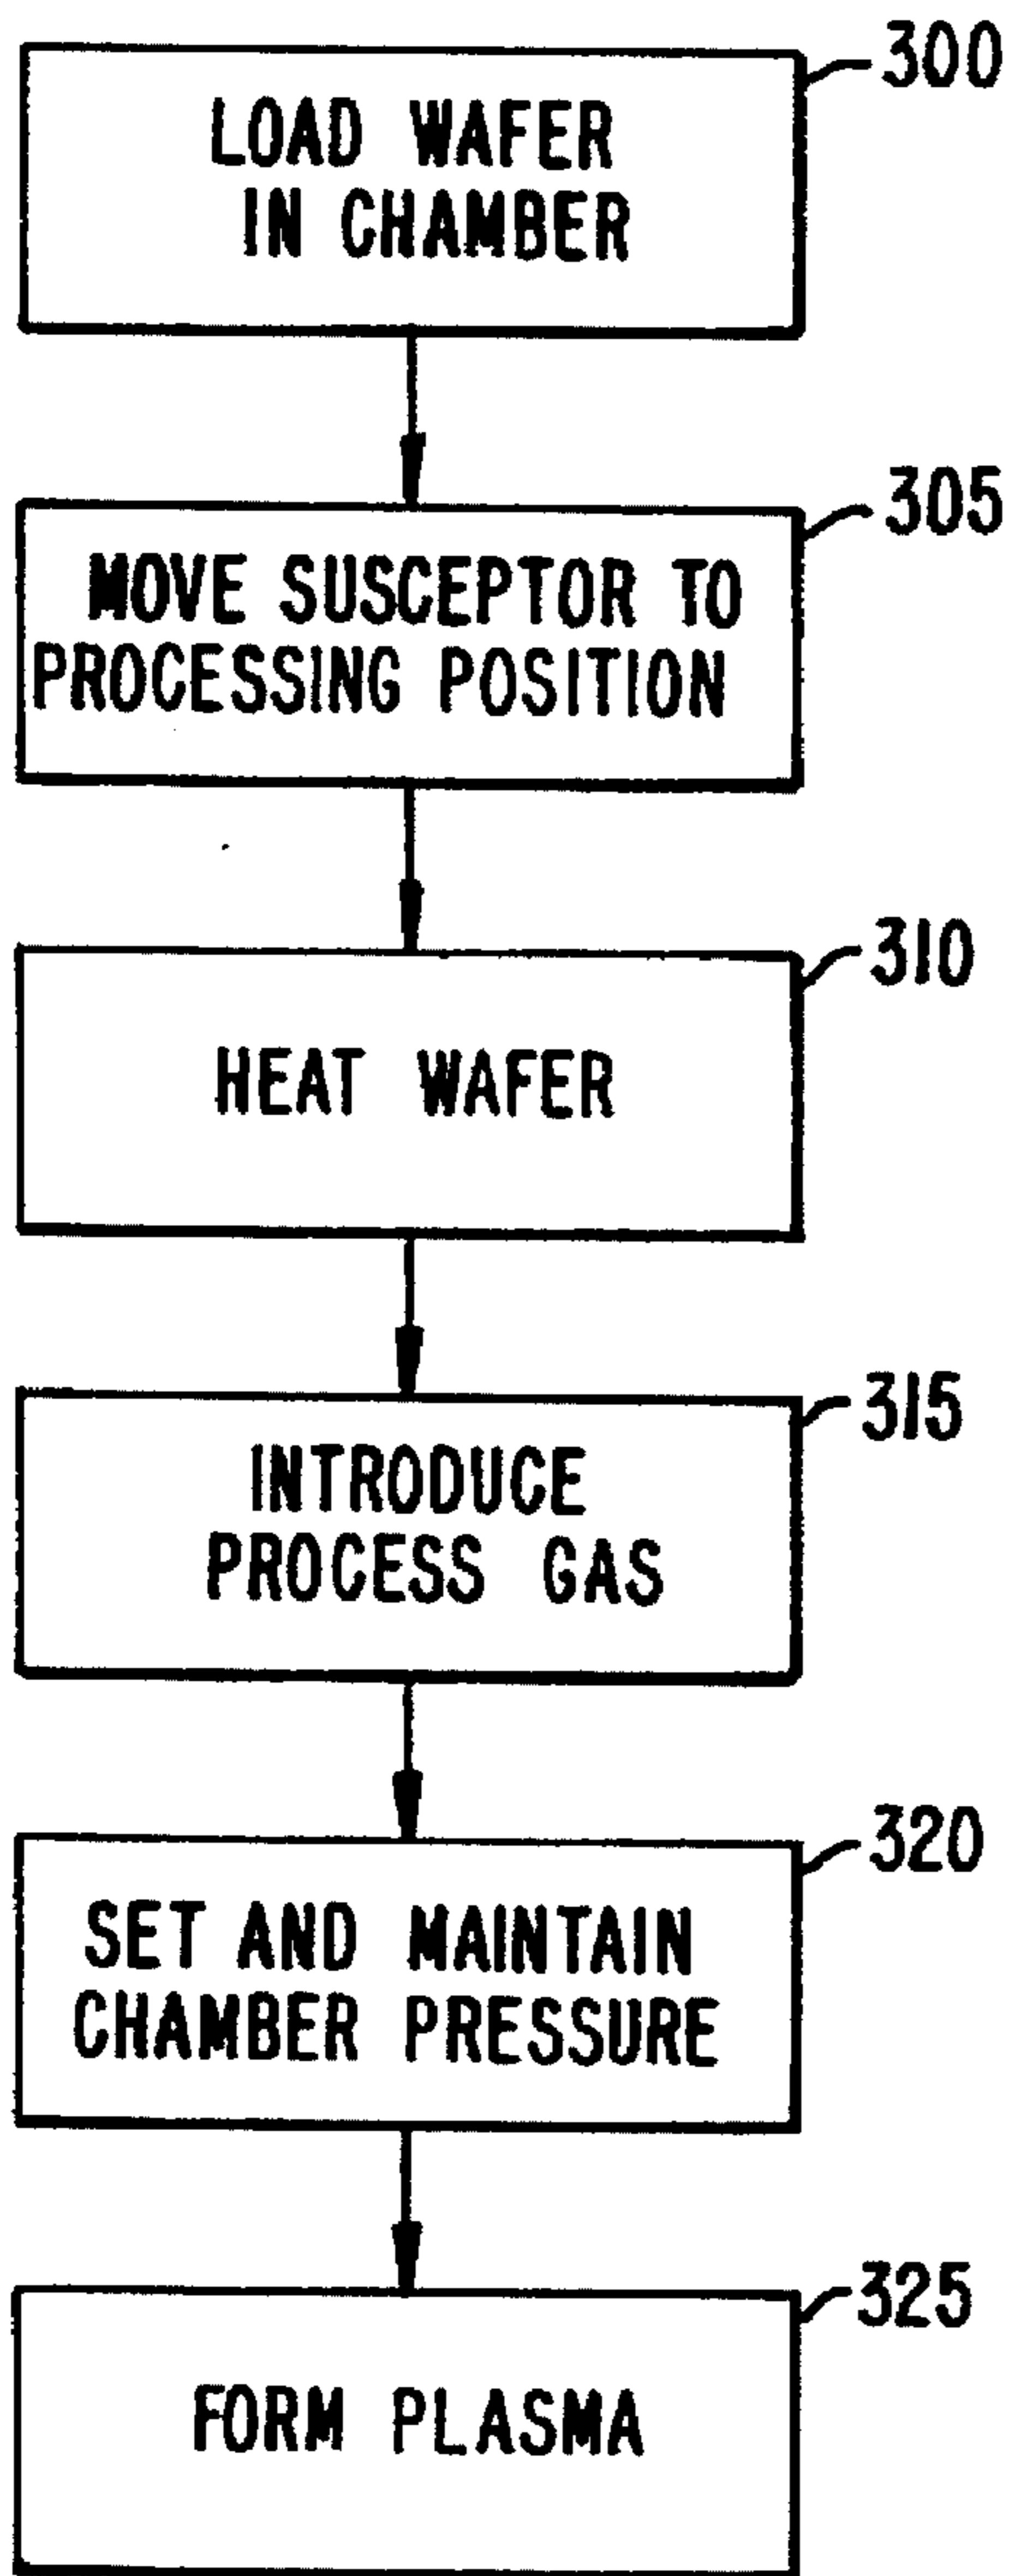 300
LOAD WAFER
IN CHAMBER
305
MOVE SUSCEPTOR TO
PROCESSING POSITION
310
HEAT WAFER
315
INTRODUCE
PROCESS GAS
320
SET AND MAINTAIN
CHAMBER PRESSURE
325
FORM PLASMA